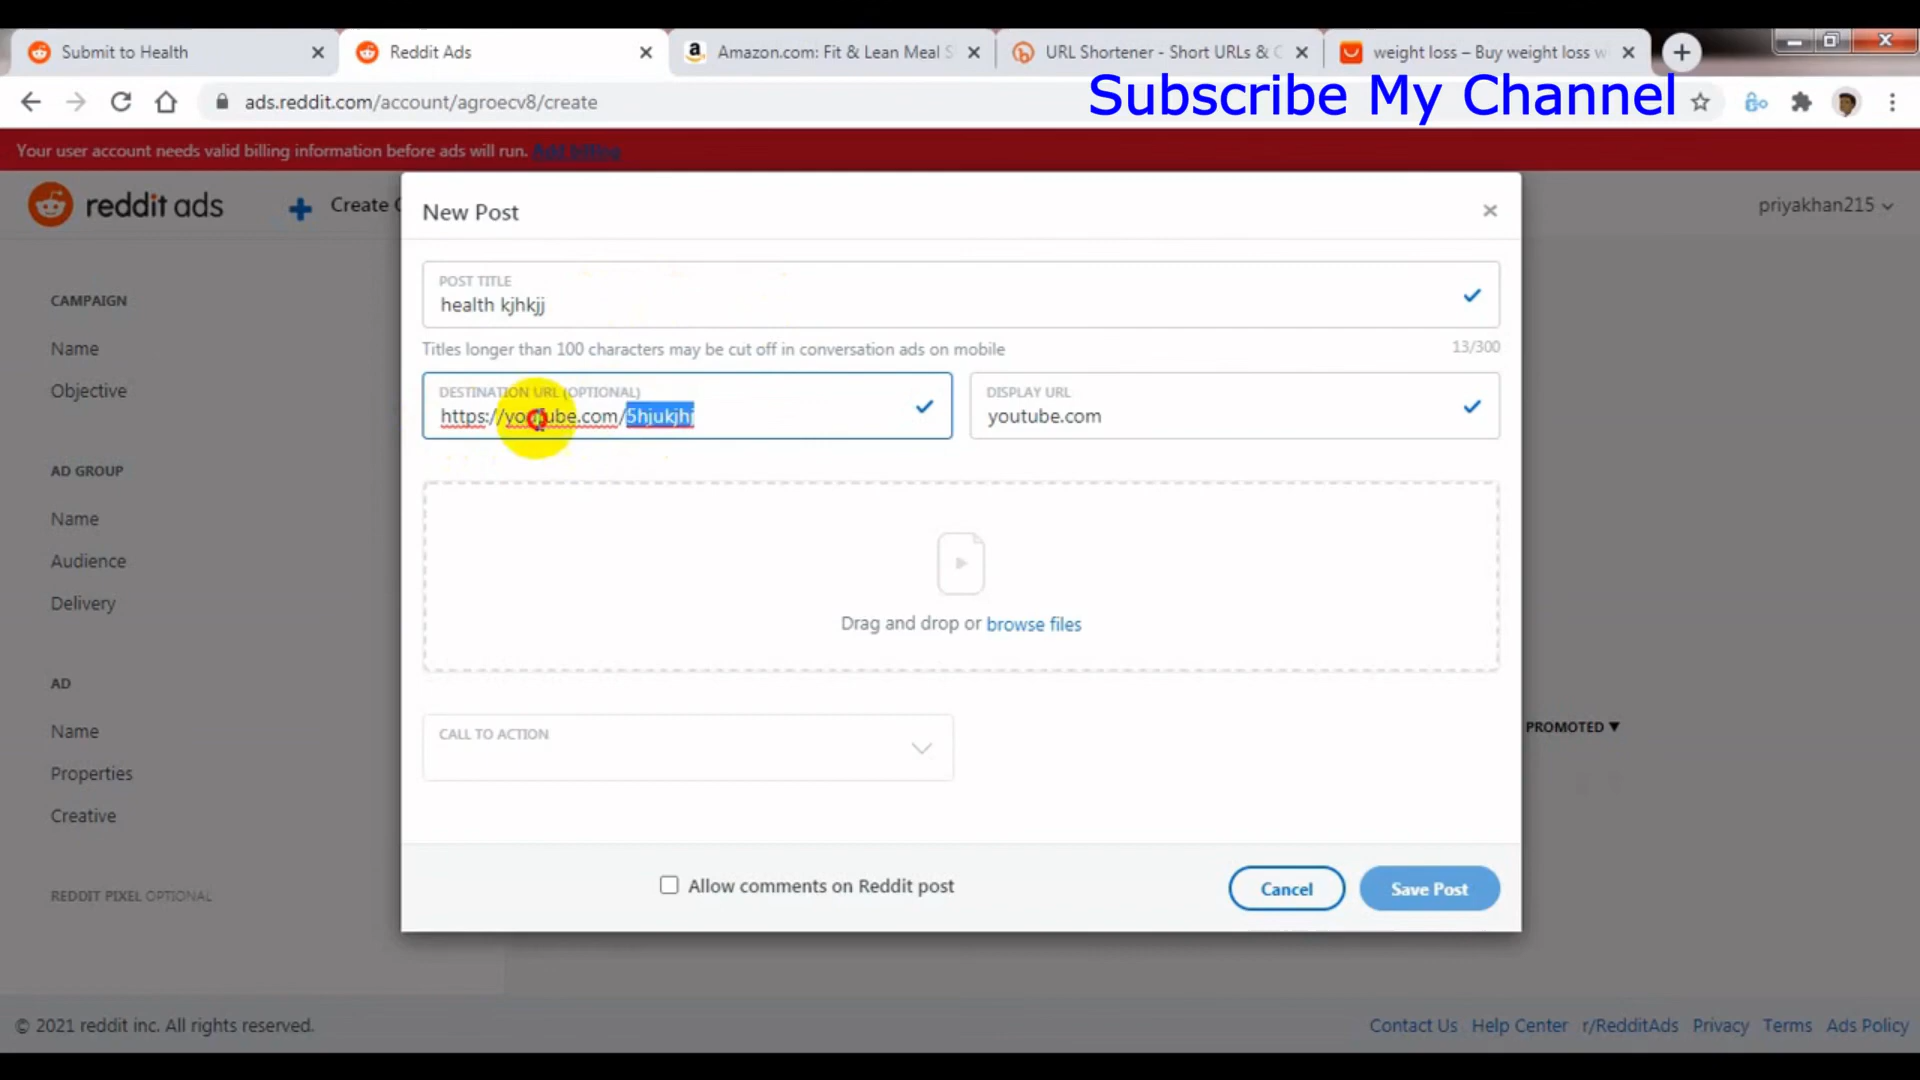 Submit to Health
Reddit Ads
Amazon.com: Fit & Lean Meal S
URL Shortener - Short URLs & C
weight loss – Buy weight loss w
ads.reddit.com/account/agroecv8/create
Subscribe My Channel
Your user account needs valid billing information before ads will run. Add billing
reddit ads
Create C
priyakhan215
New Post
CAMPAIGN
Name
Objective
AD GROUP
Name
Audience
Delivery
AD
Name
Properties
Creative
REDDIT PIXEL OPTIONAL
POST TITLE
health kjhkjj
Titles longer than 100 characters may be cut off in conversation ads on mobile
13/300
DESTINATION URL (OPTIONAL)
https://youtube.com/5hjukjhj
DISPLAY URL
youtube.com
Drag and drop or browse files
CALL TO ACTION
PROMOTED
Allow comments on Reddit post
Cancel
Save Post
© 2021 reddit inc. All rights reserved.
Contact Us Help Center r/RedditAds Privacy Terms Ads Policy